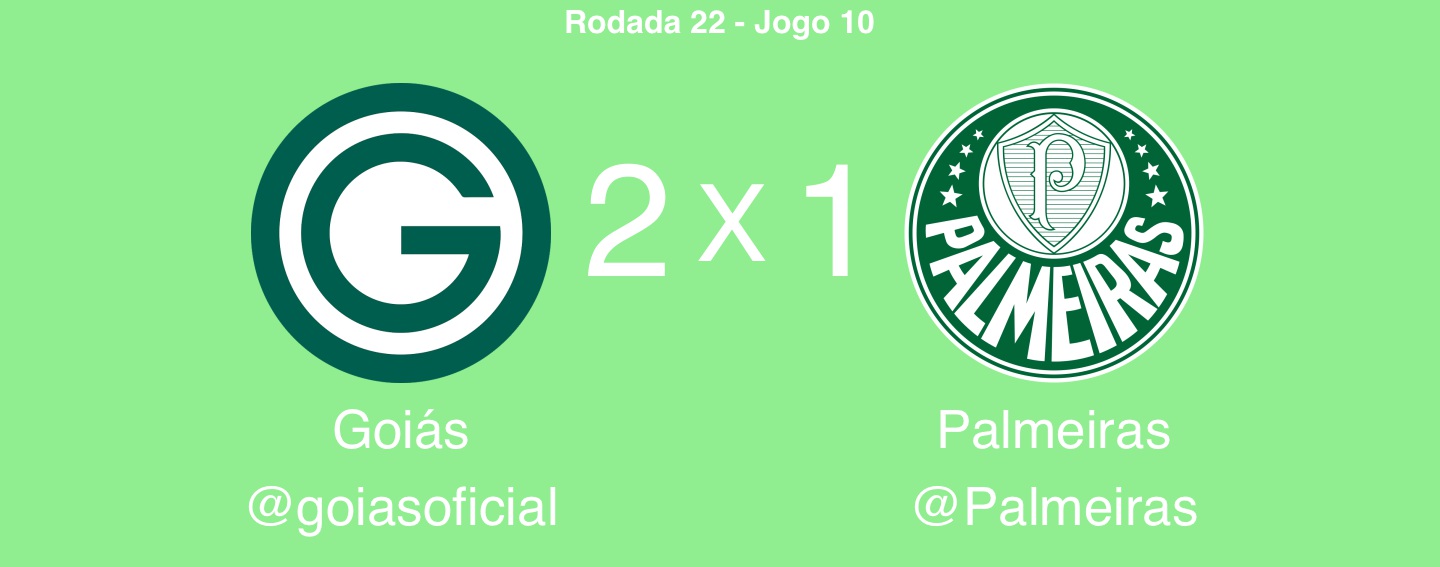 Rodada 22 - Jogo 10
G
2 x 1
P
PALMEIRAS
Goiás
Palmeiras
@goiasoficial
@Palmeiras